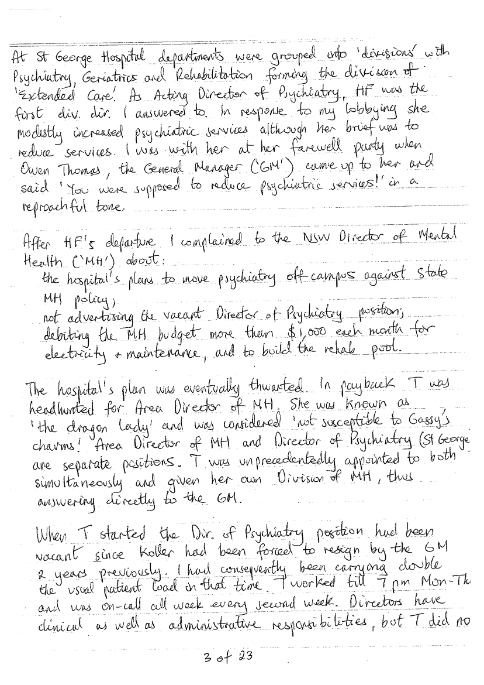 At St George Hospital departments were grouped into 'divisions' with
Psychiatry, Geriatrics and Rehabilitation forming the division of
'Extended Care'. As Acting Director of Psychiatry, HF was the
first div. dir. I answered to. In response to my lobbying she
modestly increased psychiatric services although her brief was to
reduce services. I was with her at her farewell party when
Owen Thomas, the General Manager ('GM') came up to her and
said 'You were supposed to reduce psychiatric services!' in a
reproachful tone.
After HF's departure I complained to the NSW Director of Mental
Health ('MH') about:
the hospital's plans to move psychiatry off campus against State
MH policy;
not advertising the vacant Director of Psychiatry position;
debiting the MH budget more than $1,000 each month for
electricity + maintenance, and to build the rehab pool.
The hospital's plan was eventually thwarted. In payback T was
headhunted for Area Director of MH. She was known as
'the dragon lady' and was considered 'not susceptible to Gassy's
charms'. Area Director of MH and Director of Psychiatry (St George
are separate positions. T was unprecedentedly appointed to both
simultaneously and given her own Division of MH, thus
answering directly to the GM.
When T started the Dir. of Psychiatry position had been
vacant since Koller had been forced to resign by the GM
2 years previously. I had consequently been carrying double
the usual patient load in that time. I worked till 7 pm Mon-Th
and was on-call all week every second week. Directors have
clinical as well as administrative responsibilities, but T did no
3 of 23